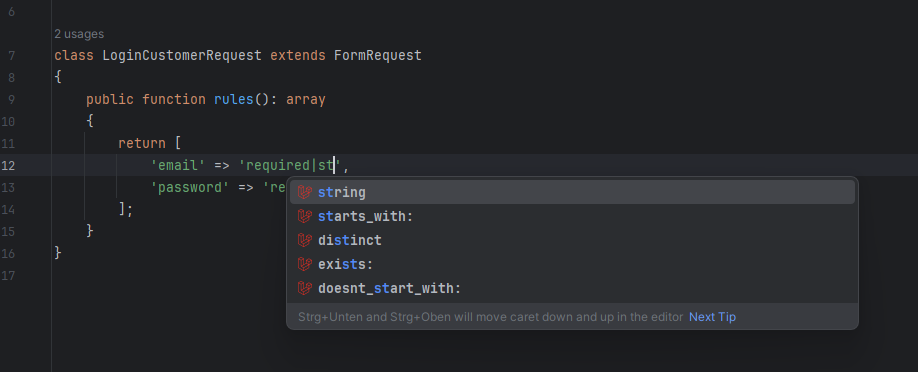 6
2 usages
7 class LoginCustomerRequest extends FormRequest
8 {
9 public function rules(): array
10 {
11 return [
12 'email' => 'required|st',
13 'password' => 're
string
starts_with:
distinct
exists:
doesnt_start_with:
Strg+Unten and Strg+Oben will move caret down and up in the editor Next Tip
14 ];
15 }
16 }
17